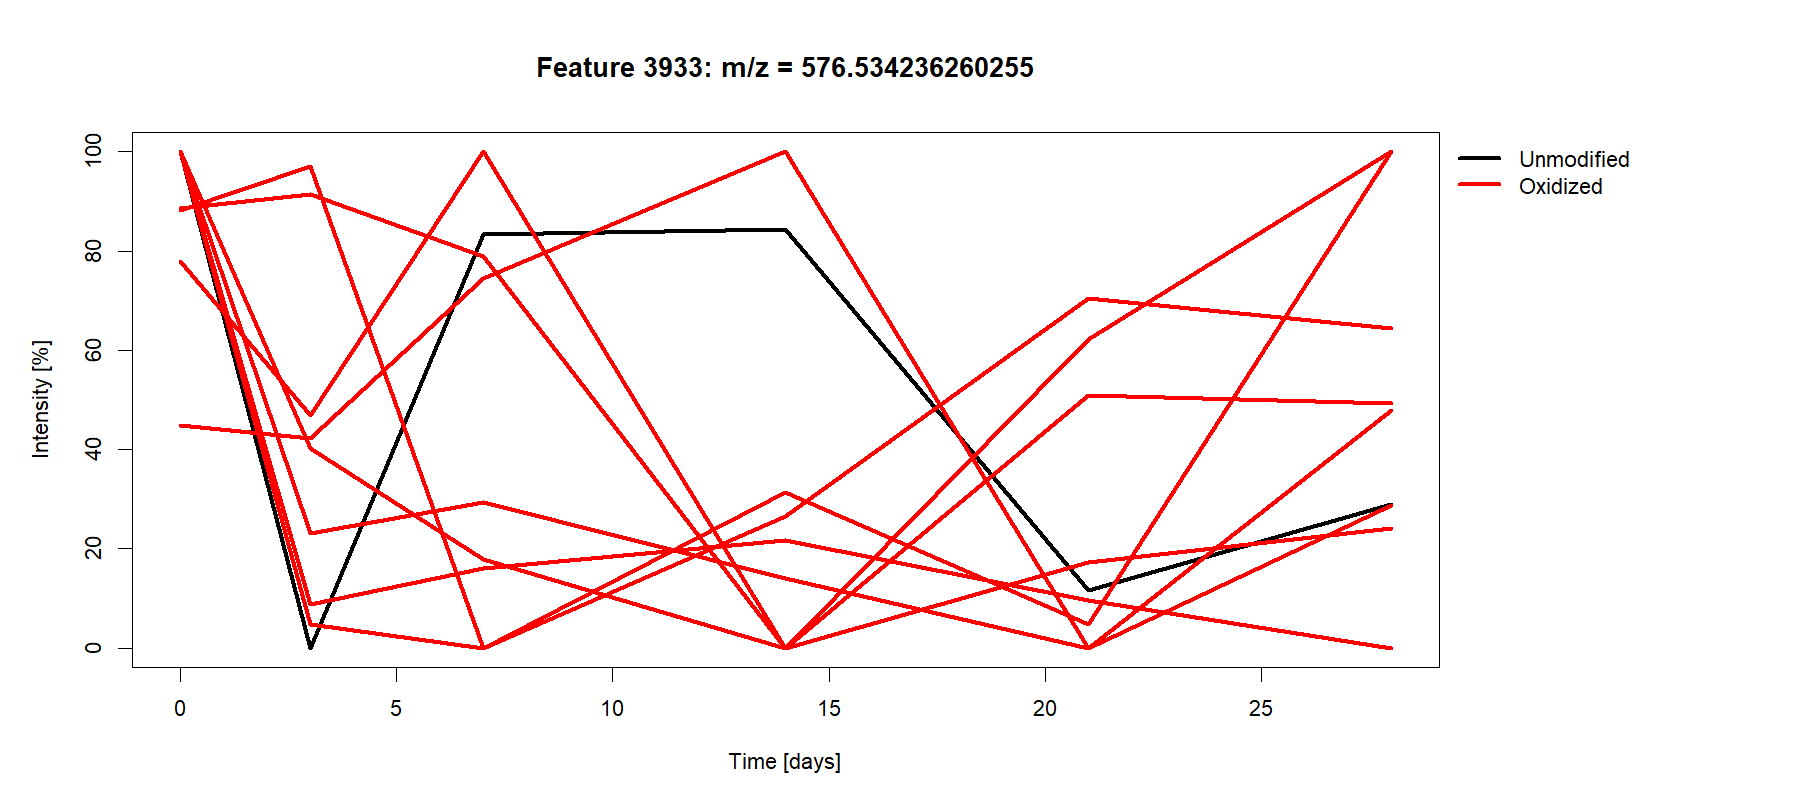 Feature 3933: m/z = 576.534236260255
Unmodified
Oxidized
Intensity [%]
100
80
60
40
20
0
0 5 10 15 20 25
Time [days]